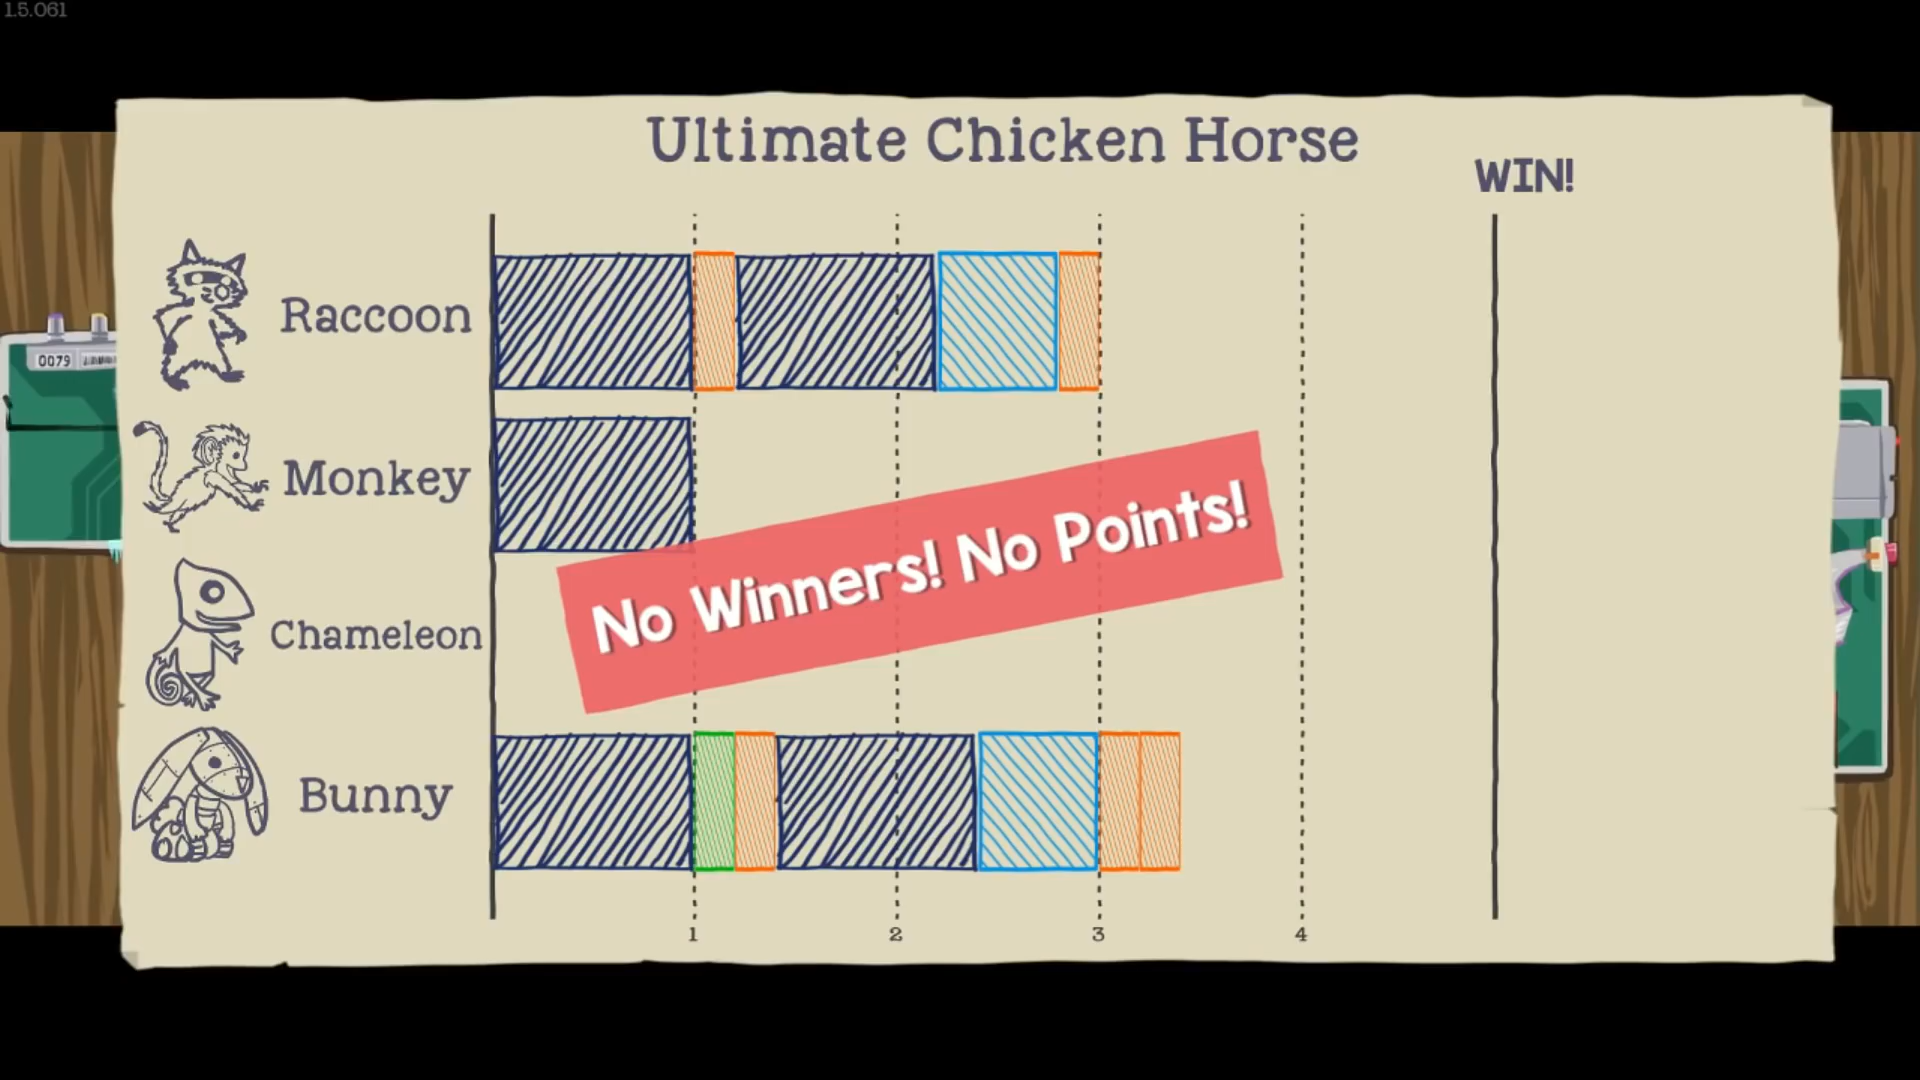 1.5.061
Ultimate Chicken Horse
WIN!
Raccoon
0079
Monkey
No Winners! No Points!
Chameleon
Bunny
1 2 3 4